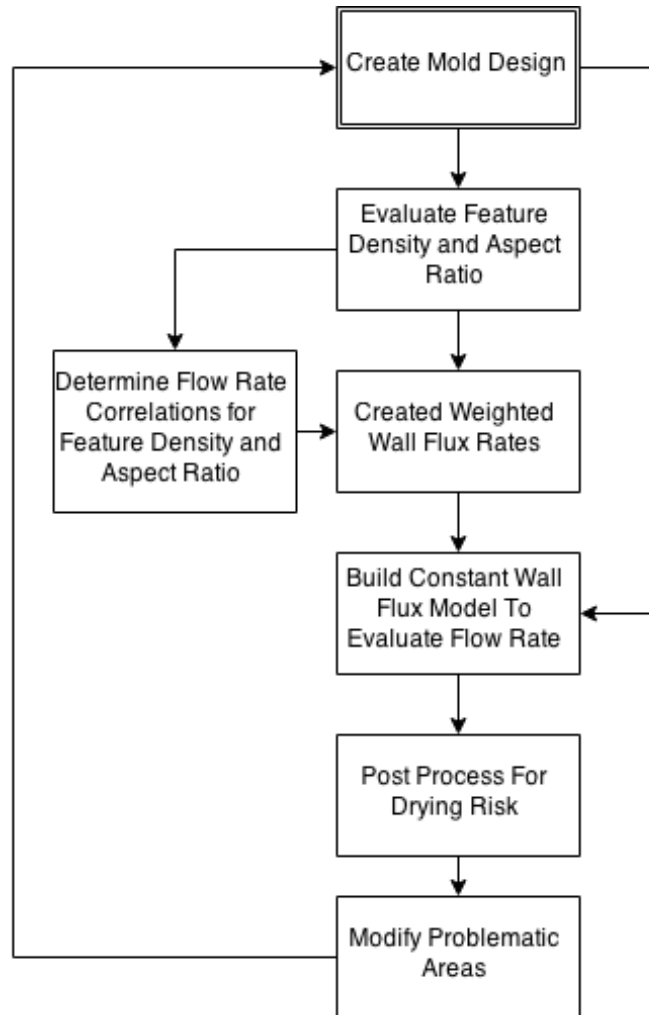 Create Mold Design
Evaluate Feature
Density and Aspect
Ratio
Determine Flow Rate
Correlations for
Feature Density and
Aspect Ratio
Created Weighted
Wall Flux Rates
Build Constant Wall
Flux Model To
Evaluate Flow Rate
Post Process For
Drying Risk
Modify Problematic
Areas